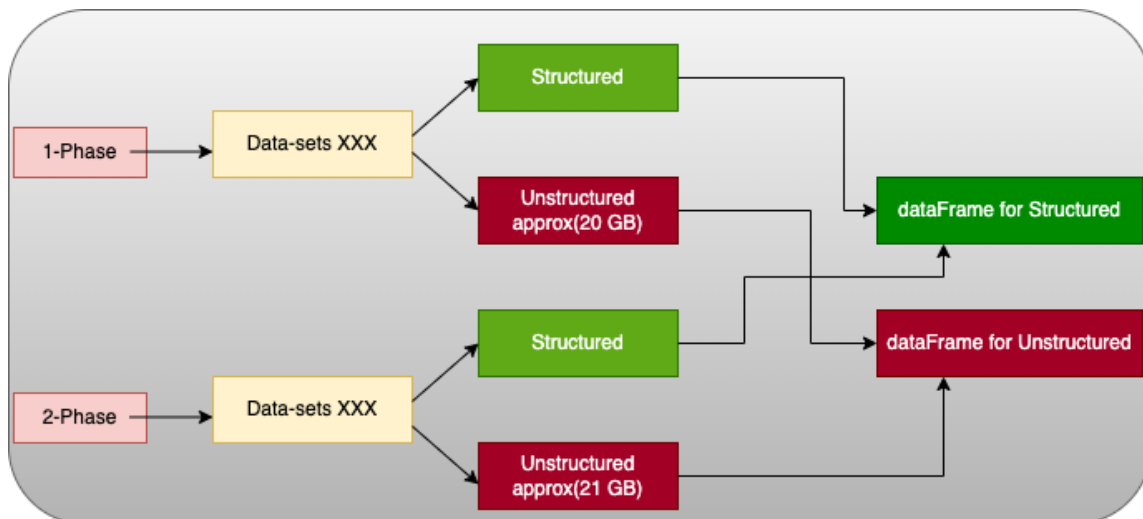 1-Phase
Data-sets XXX
Structured
Unstructured
approx(20 GB)
dataFrame for Structured
2-Phase
Data-sets XXX
Structured
Unstructured
approx(21 GB)
dataFrame for Unstructured